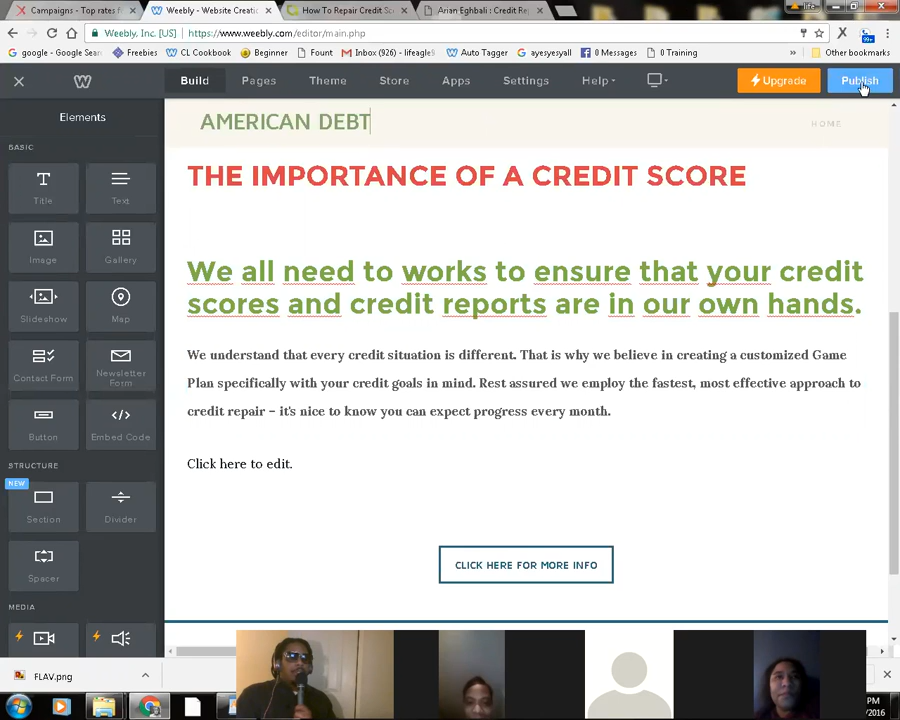 Campaigns - Top rates f
Weebly - Website Creati
How To Repair Credit Sc
Arian Eghbali : Credit Re
life
Weebly, Inc. [US]
https://www.weebly.com/editor/main.php
99+
google - Google Sear
Freebies
CL Cookbook
Beginner
Fount
Inbox (926) - lifeagle
Auto Tagger
ayesyesyall
0 Messages
0 Training
»
Other bookmarks
Build
Pages
Theme
Store
Apps
Settings
Help
Upgrade
Publish
Elements
AMERICAN DEBT
HOME
BASIC
Title
Text
Image
Gallery
Slideshow
Map
Contact Form
Newsletter
Form
Button
Embed Code
STRUCTURE
NEW
Section
Divider
Spacer
MEDIA
THE IMPORTANCE OF A CREDIT SCORE
We all need to works to ensure that your credit
scores and credit reports are in our own hands.
We understand that every credit situation is different. That is why we believe in creating a customized Game
Plan specifically with your credit goals in mind. Rest assured we employ the fastest, most effective approach to
credit repair – it's nice to know you can expect progress every month.
Click here to edit.
CLICK HERE FOR MORE INFO
FLAV.png
PM
/2016